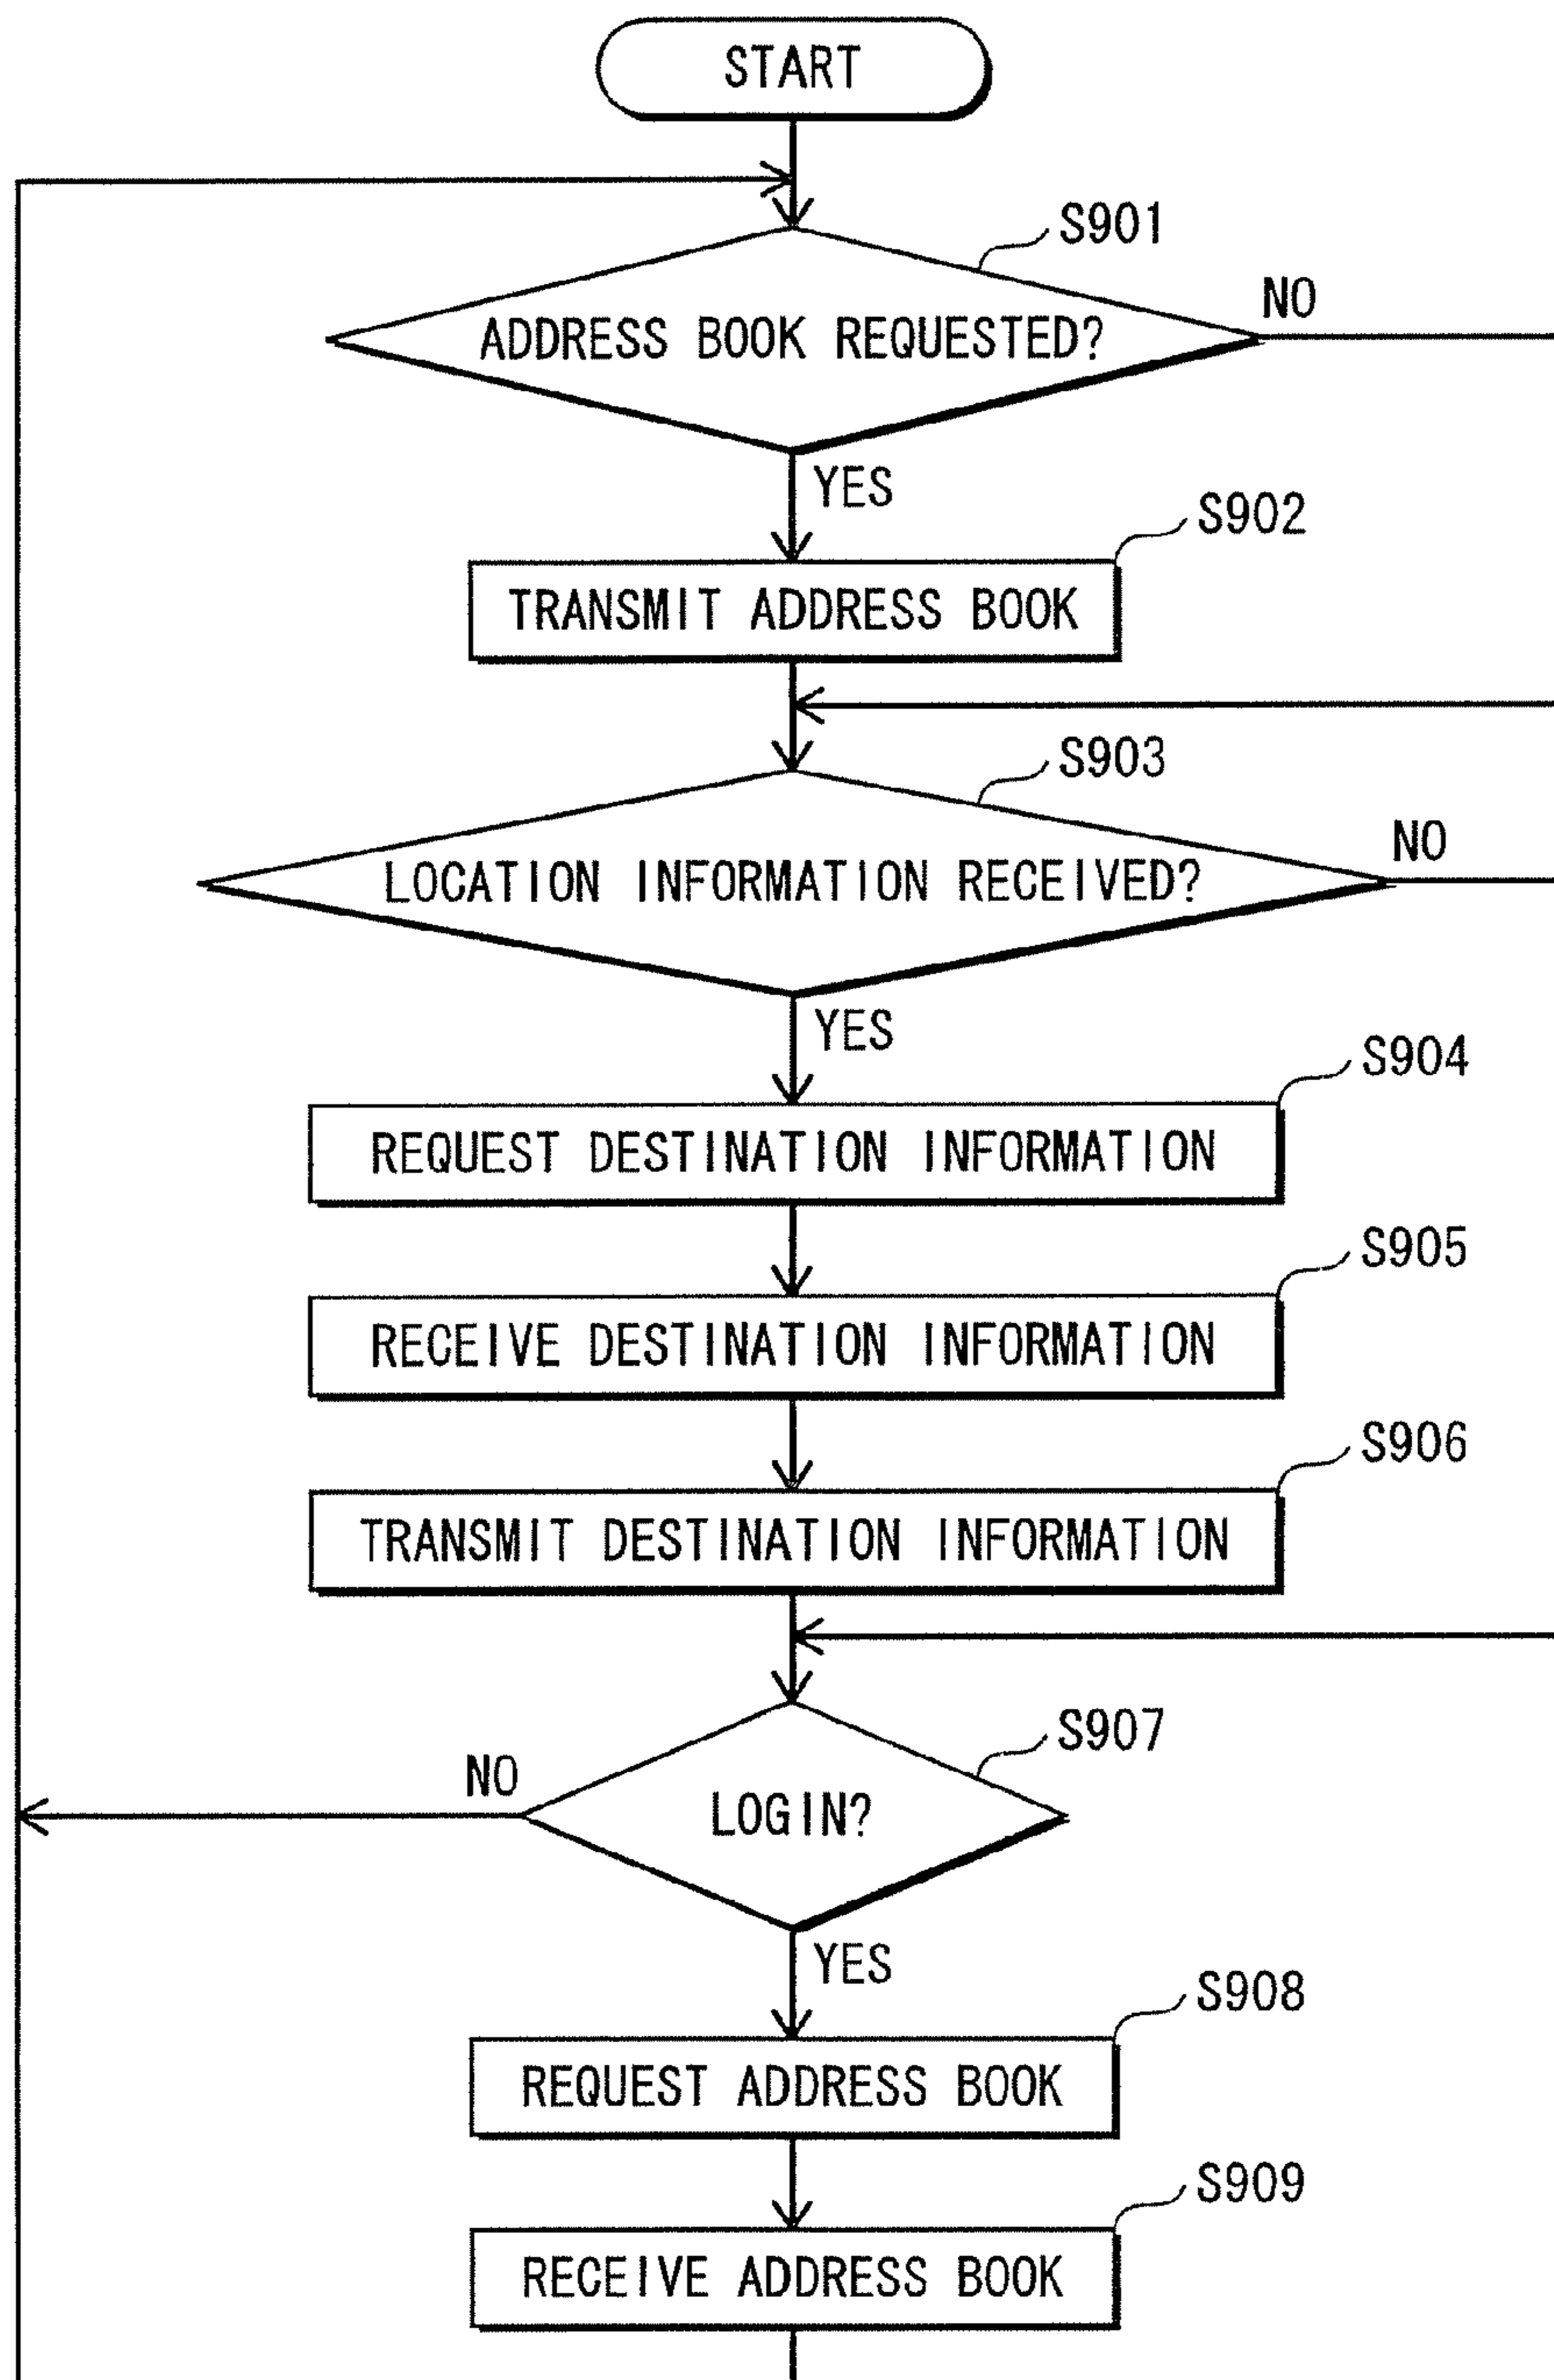 START
S901
ADDRESS BOOK REQUESTED?
NO
YES
S902
TRANSMIT ADDRESS BOOK
S903
LOCATION INFORMATION RECEIVED?
NO
YES
S904
REQUEST DESTINATION INFORMATION
S905
RECEIVE DESTINATION INFORMATION
S906
TRANSMIT DESTINATION INFORMATION
S907
NO
LOGIN?
YES
S908
REQUEST ADDRESS BOOK
S909
RECEIVE ADDRESS BOOK